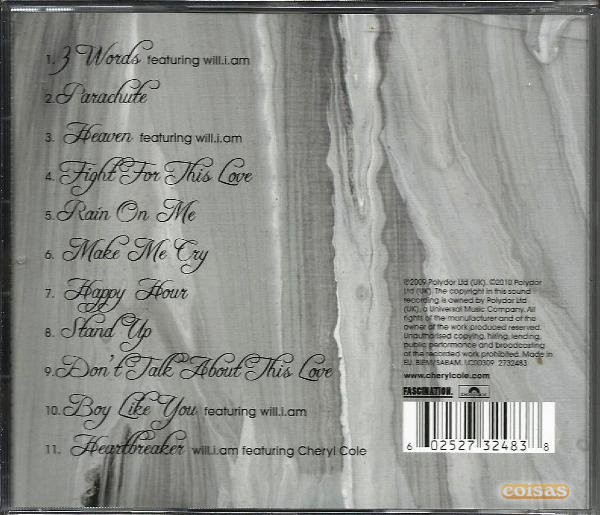 1. 3 Words featuring will.i.am
2. Parachute
3. Heaven featuring will.i.am
4. Fight For This Love
5. Rain On Me
6. Make Me Cry
7. Happy Hour
8. Stand Up
9. Don't Talk About This Love
10. Boy Like You featuring will.i.am
11. Heartbreaker will.i.am featuring Cheryl Cole
℗2009 Polydor Ltd (UK). ©2010 Polydor
Ltd (UK). The copyright in this sound
recording is owned by Polydor Ltd
(UK), a Universal Music Company. All
rights of the manufacturer and of the
owner of the work produced reserved.
Unauthorised copying, hiring, lending,
public performance and broadcasting
of the recorded work prohibited. Made in
EU. BIEM/SABAM. LC00309 2732483
www.cherylcole.com
FASCINATION.
6 02527 32483 8
coisas